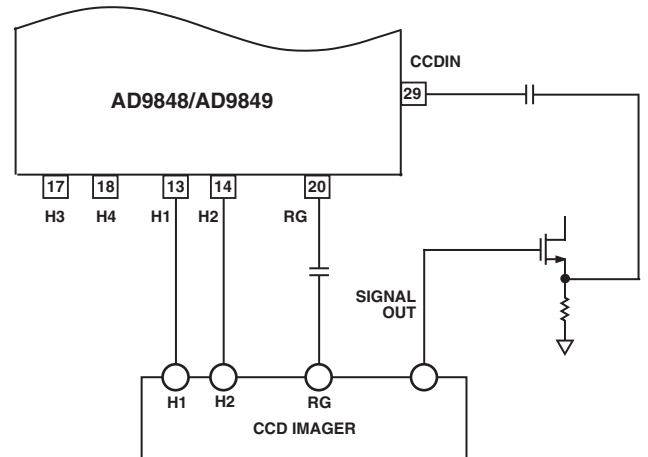 CCDIN
AD9848/AD9849
29
17
18
13
14
20
H3
H4
H1
H2
RG
SIGNAL
OUT
H1
H2
RG
CCD IMAGER